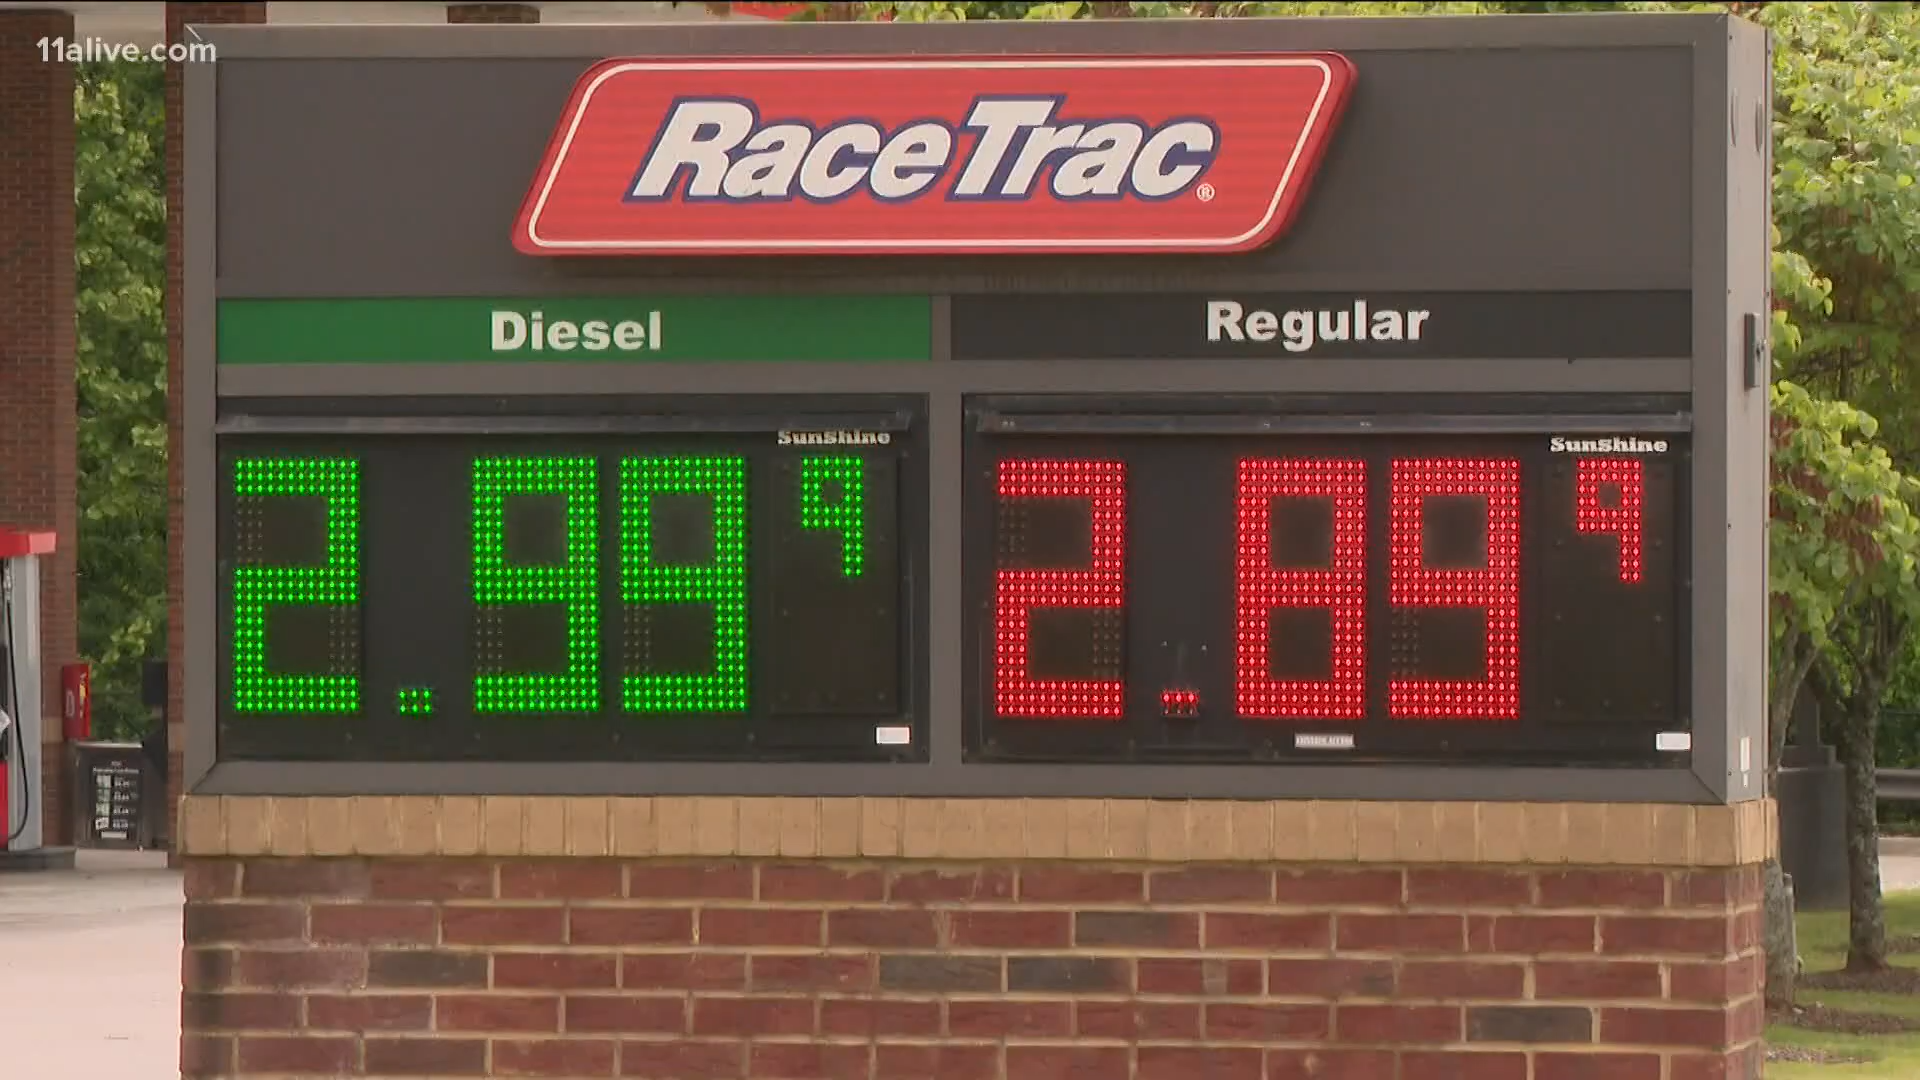 11alive.com
RaceTrac®
Diesel
Regular
SunShine
SunShine
2.99 9
2.89 9